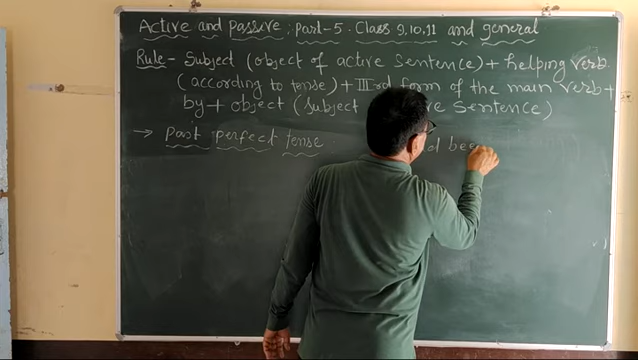 Active and Passive; Part-5. Class 9.10.11 and general
Rule - Subject (object of active sentence) + helping verb.
(according to tense) + IIIrd form of the main verb +
by + object (subject Sentence)
→ Past perfect tense.